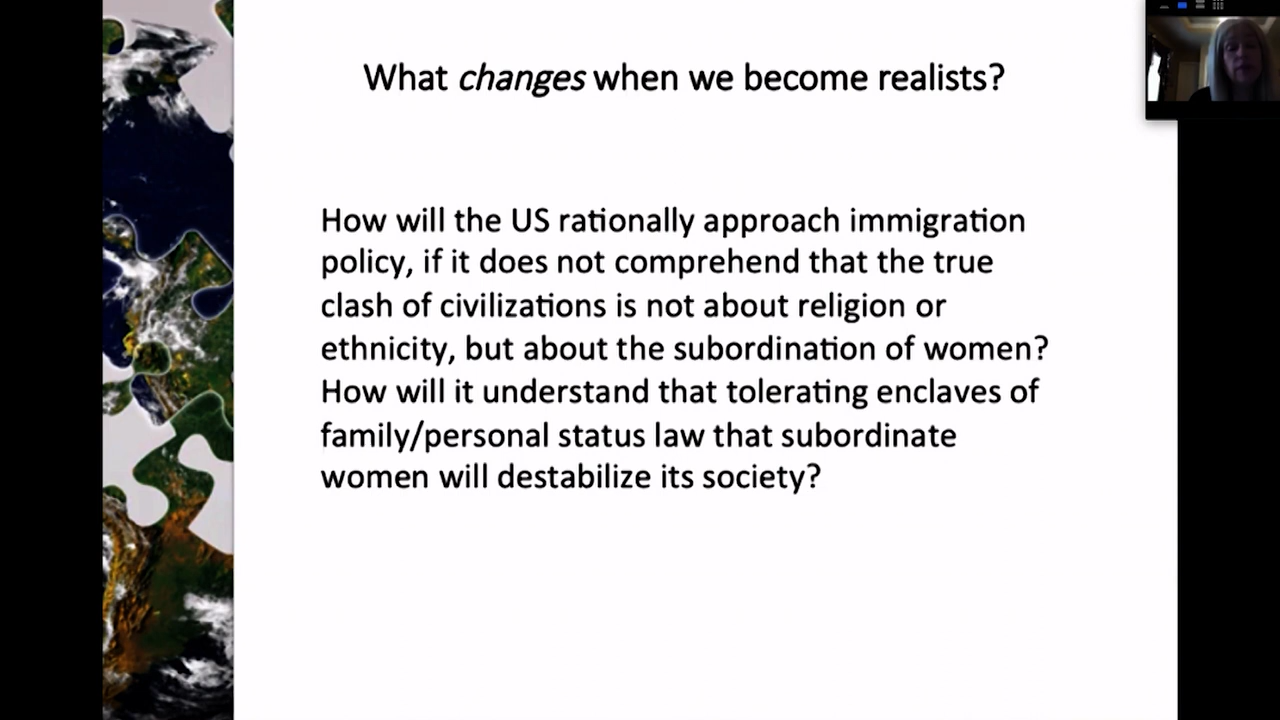 What changes when we become realists?
How will the US rationally approach immigration
policy, if it does not comprehend that the true
clash of civilizations is not about religion or
ethnicity, but about the subordination of women?
How will it understand that tolerating enclaves of
family/personal status law that subordinate
women will destabilize its society?